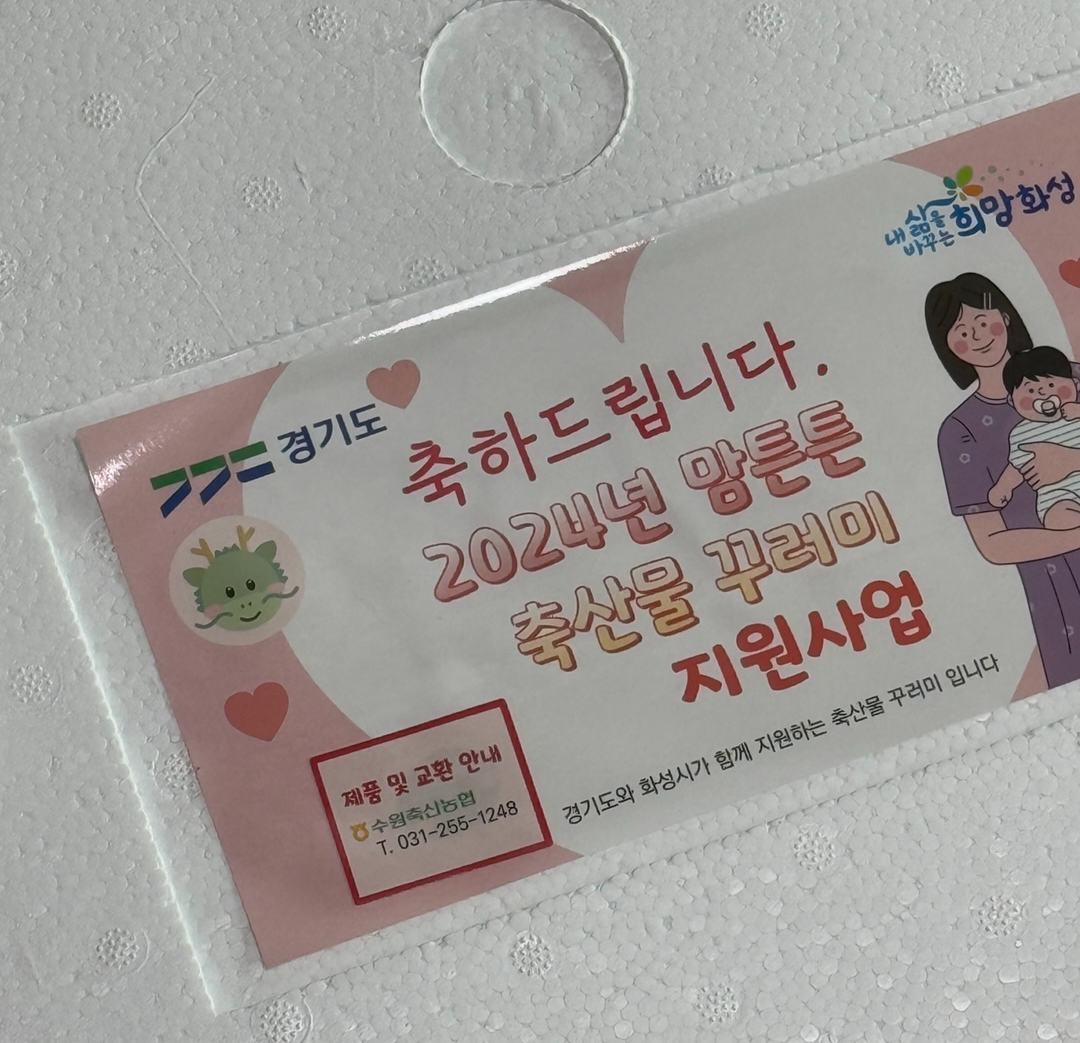 경기도
내 삶을 바꾸는 희망 화성
축하드립니다.
2024년 맘튼튼
축산물 꾸러미
지원사업
경기도와 화성시가 함께 지원하는 축산물 꾸러미 입니다
제품 및 교환 안내
수원축산농협
T. 031-255-1248